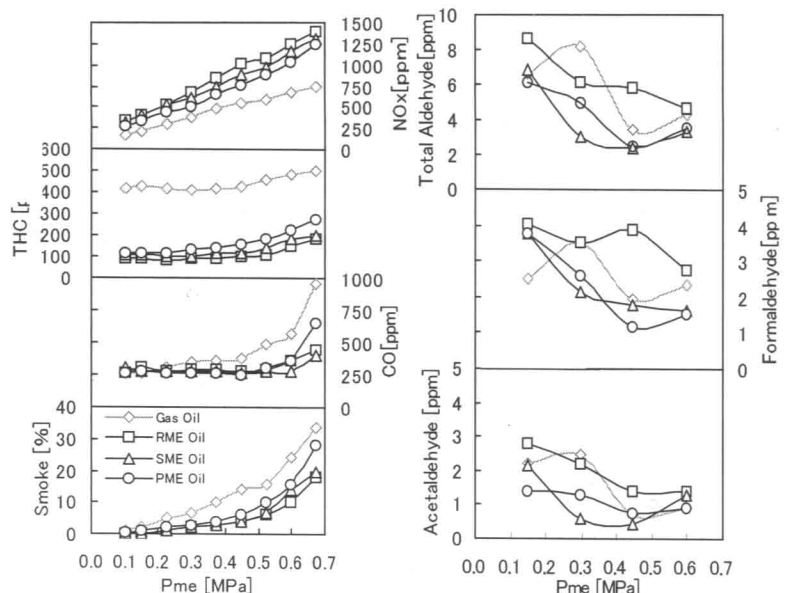 1500
1250
1000
750
500
250
0
NOx[ppm]
600
500
400
300
200
100
0
THC [
1000
750
500
250
0
CO[ppm]
40
30
20
10
0
Smoke [%]
Gas Oil
RME Oil
SME Oil
PME Oil
0.0 0.1 0.2 0.3 0.4 0.5 0.6 0.7
Pme [MPa]
10
8
6
4
2
0
Total Aldehyde[ppm]
5
4
3
2
1
0
Formaldehyde[pp m]
5
4
3
2
1
0
Acetaldehyde [ppm]
0.0 0.1 0.2 0.3 0.4 0.5 0.6 0.7
Pme [MPa]